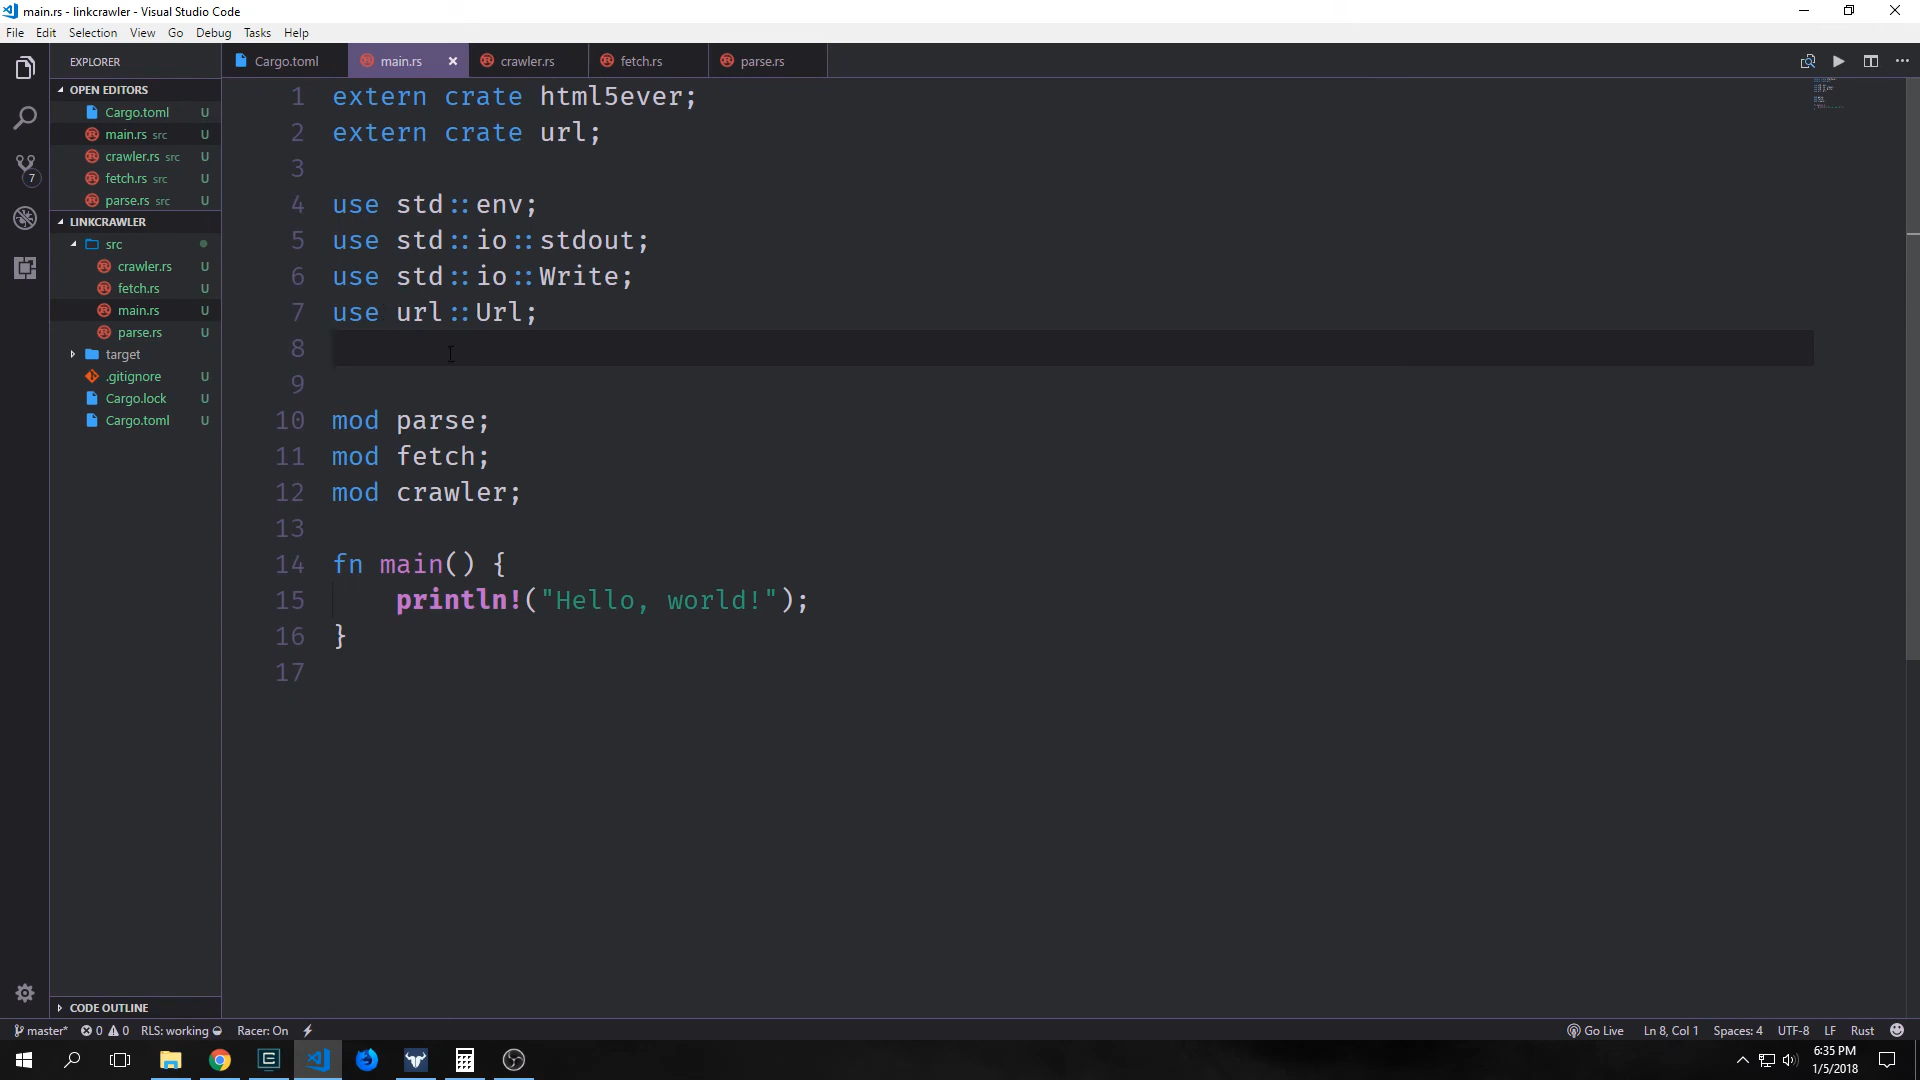 main.rs - linkcrawler - Visual Studio Code
File Edit Selection View Go Debug Tasks Help
EXPLORER
OPEN EDITORS
Cargo.toml U
main.rs src U
crawler.rs src U
fetch.rs src U
parse.rs src U
LINKCRAWLER
src
crawler.rs U
fetch.rs U
main.rs U
parse.rs U
target
.gitignore U
Cargo.lock U
Cargo.toml U
CODE OUTLINE
7
Cargo.toml main.rs crawler.rs fetch.rs parse.rs
1 extern crate html5ever;
2 extern crate url;
3
4 use std::env;
5 use std::io::stdout;
6 use std::io::Write;
7 use url::Url;
8
9
10 mod parse;
11 mod fetch;
12 mod crawler;
13
14 fn main() {
15 println!("Hello, world!");
16 }
17
master* 0 0 RLS: working Racer: On Go Live Ln 8, Col 1 Spaces: 4 UTF-8 LF Rust
6:35 PM
1/5/2018